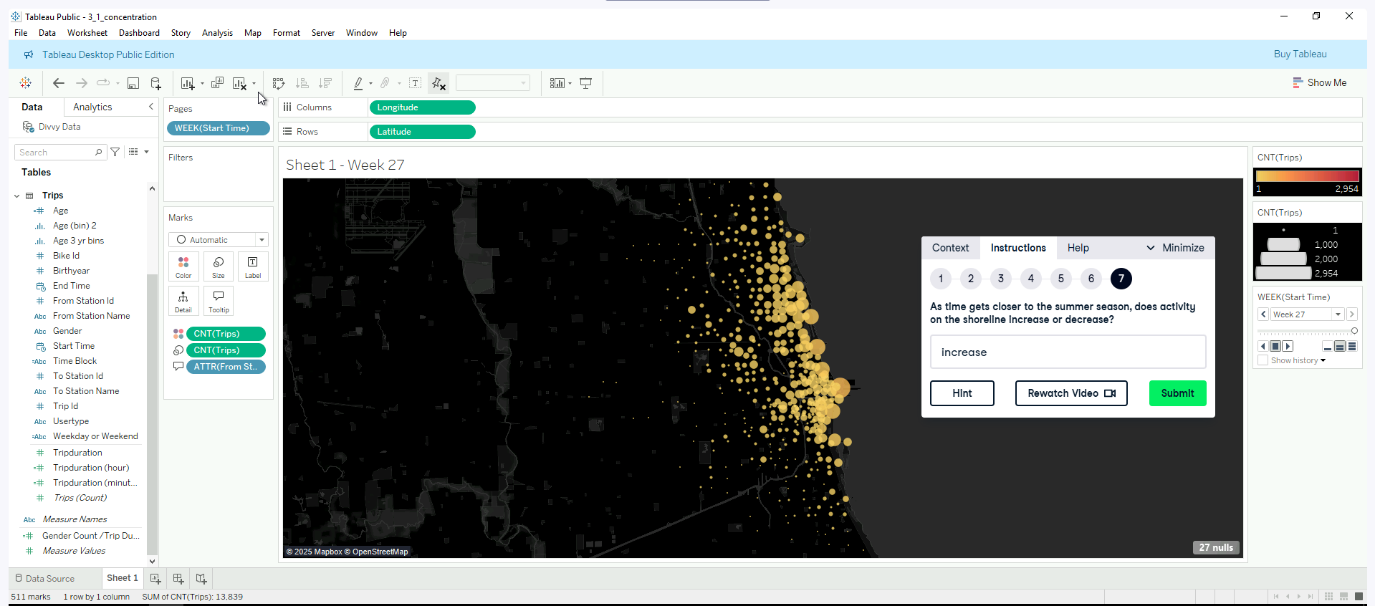 Tableau Public - 3_1_concentration
File Data Worksheet Dashboard Story Analysis Map Format Server Window Help
Tableau Desktop Public Edition
Buy Tableau
Show Me
Data Analytics
Divvy Data
Search
Tables
Trips
Age
Age (bin) 2
Age 3 yr bins
Bike Id
Birthyear
End Time
From Station Id
From Station Name
Gender
Start Time
Time Block
To Station Id
To Station Name
Trip Id
Usertype
Weekday or Weekend
Tripduration
Tripduration (hour)
Tripduration (minut...
Trips (Count)
Measure Names
Gender Count /Trip Du...
Measure Values
Pages
WEEK(Start Time)
Filters
Marks
Automatic
Color Size Label
Detail Tooltip
CNT(Trips)
CNT(Trips)
ATTR(From St..
Columns
Longitude
Rows
Latitude
Sheet 1 - Week 27
© 2025 Mapbox © OpenStreetMap
27 nulls
Context Instructions Help Minimize
1 2 3 4 5 6 7
As time gets closer to the summer season, does activity
on the shoreline increase or decrease?
increase
Hint Rewatch Video Submit
CNT(Trips)
1 2,954
CNT(Trips)
1
1,000
2,000
2,954
WEEK(Start Time)
Week 27
Show history
Data Source Sheet 1
511 marks 1 row by 1 column SUM of CNT(Trips): 13.839